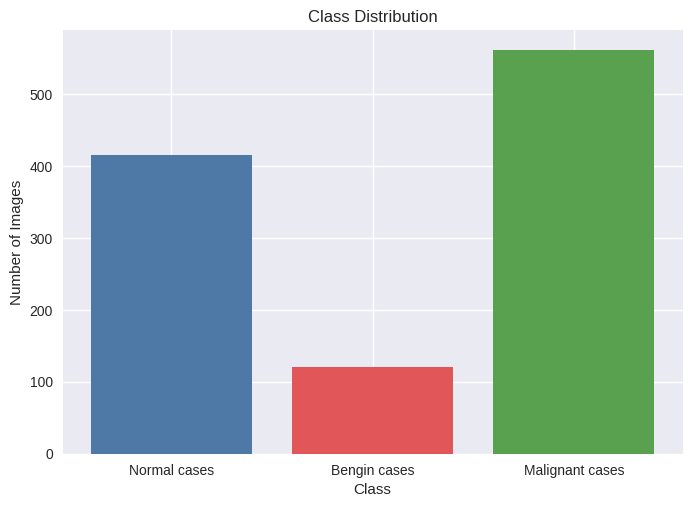 Class Distribution
Number of Images
500
400
300
200
100
0
Normal cases
Bengin cases
Malignant cases
Class